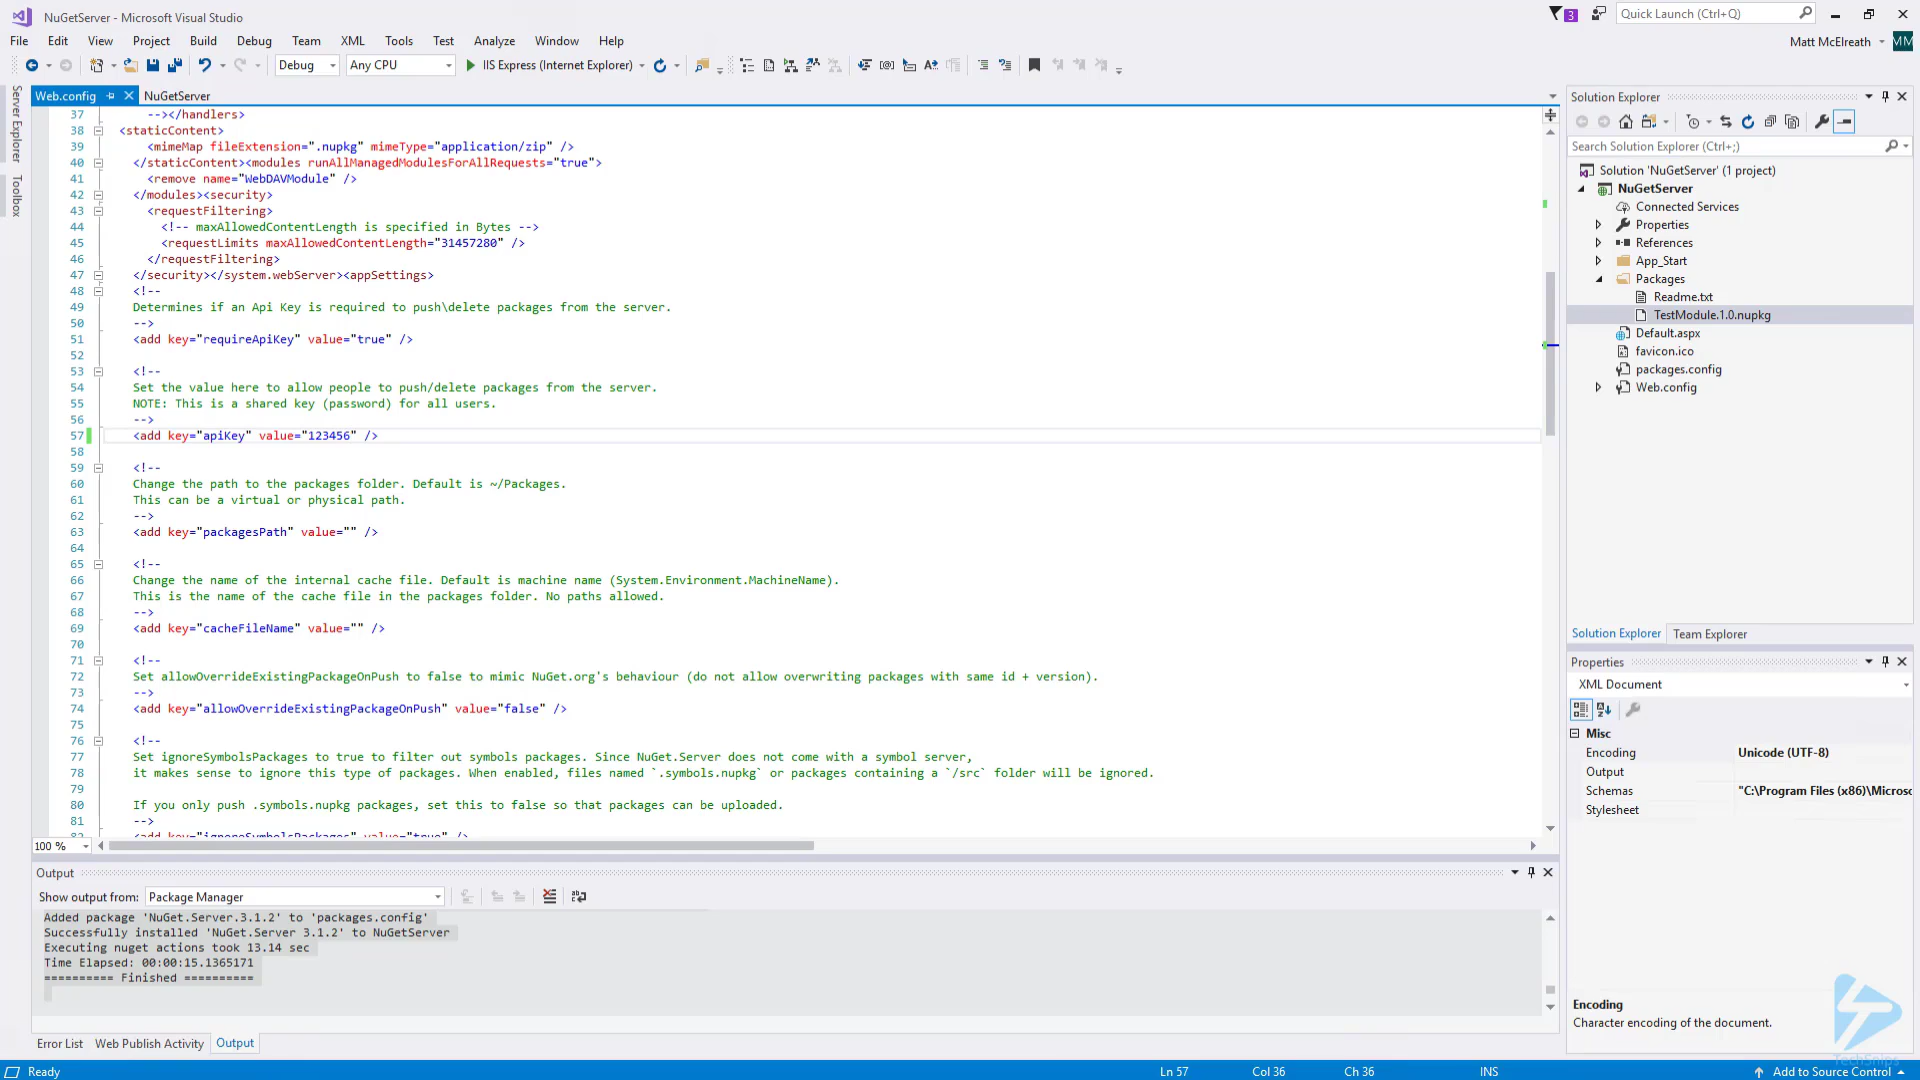 NuGetServer - Microsoft Visual Studio
3
Quick Launch (Ctrl+Q)
File Edit View Project Build Debug Team XML Tools Test Analyze Window Help
Matt McElreath
MM
Debug Any CPU IIS Express (Internet Explorer)
Server Explorer
Toolbox
Web.config
NuGetServer
37 --></handlers>
38 <staticContent>
39 <mimeMap fileExtension=".nupkg" mimeType="application/zip" />
40 </staticContent><modules runAllManagedModulesForAllRequests="true">
41 <remove name="WebDAVModule" />
42 </modules><security>
43 <requestFiltering>
44 <!-- maxAllowedContentLength is specified in Bytes -->
45 <requestLimits maxAllowedContentLength="31457280" />
46 </requestFiltering>
47 </security></system.webServer><appSettings>
48 <!--
49 Determines if an Api Key is required to push\delete packages from the server.
50 -->
51 <add key="requireApiKey" value="true" />
52
53 <!--
54 Set the value here to allow people to push/delete packages from the server.
55 NOTE: This is a shared key (password) for all users.
56 -->
57 <add key="apiKey" value="123456" />
58
59 <!--
60 Change the path to the packages folder. Default is ~/Packages.
61 This can be a virtual or physical path.
62 -->
63 <add key="packagesPath" value="" />
64
65 <!--
66 Change the name of the internal cache file. Default is machine name (System.Environment.MachineName).
67 This is the name of the cache file in the packages folder. No paths allowed.
68 -->
69 <add key="cacheFileName" value="" />
70
71 <!--
72 Set allowOverrideExistingPackageOnPush to false to mimic NuGet.org's behaviour (do not allow overwriting packages with same id + version).
73 -->
74 <add key="allowOverrideExistingPackageOnPush" value="false" />
75
76 <!--
77 Set ignoreSymbolsPackages to true to filter out symbols packages. Since NuGet.Server does not come with a symbol server,
78 it makes sense to ignore this type of packages. When enabled, files named `.symbols.nupkg` or packages containing a `/src` folder will be ignored.
79
80 If you only push .symbols.nupkg packages, set this to false so that packages can be uploaded.
81 -->
82 <add key="ignoreSymbolsPackages" value="true" />
100 %
Output
Show output from: Package Manager
Added package 'NuGet.Server.3.1.2' to 'packages.config'
Successfully installed 'NuGet.Server 3.1.2' to NuGetServer
Executing nuget actions took 13.14 sec
Time Elapsed: 00:00:15.1365171
========== Finished ==========
Error List Web Publish Activity Output
Solution Explorer
Search Solution Explorer (Ctrl+;)
Solution 'NuGetServer' (1 project)
NuGetServer
Connected Services
Properties
References
App_Start
Packages
Readme.txt
TestModule.1.0.nupkg
Default.aspx
favicon.ico
packages.config
Web.config
Solution Explorer Team Explorer
Properties
XML Document
Misc
Encoding Unicode (UTF-8)
Output
Schemas "C:\Program Files (x86)\Microso
Stylesheet
Encoding
Character encoding of the document.
TechSnips
Ready Ln 57 Col 36 Ch 36 INS Add to Source Control